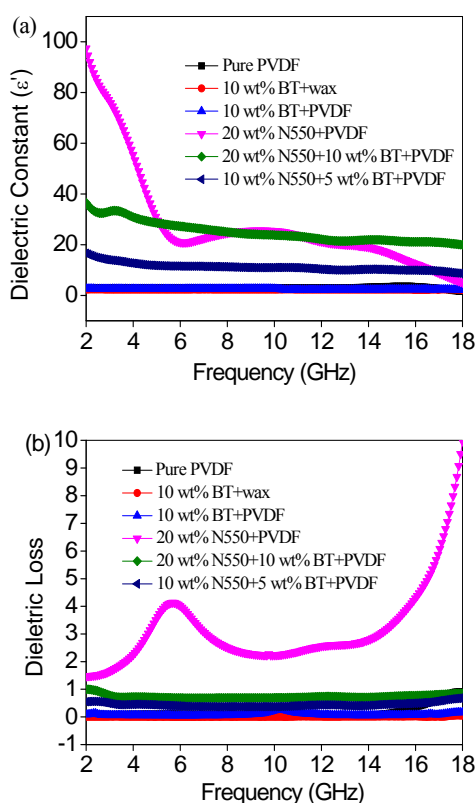 (a)
100
80
60
40
20
0
Dielectric Constant (ε')
Pure PVDF
10 wt% BT+wax
10 wt% BT+PVDF
20 wt% N550+PVDF
20 wt% N550+10 wt% BT+PVDF
10 wt% N550+5 wt% BT+PVDF
2 4 6 8 10 12 14 16 18
Frequency (GHz)
(b)
10
9
8
7
6
5
4
3
2
1
0
-1
Dieletric Loss
Pure PVDF
10 wt% BT+wax
10 wt% BT+PVDF
20 wt% N550+PVDF
20 wt% N550+10 wt% BT+PVDF
10 wt% N550+5 wt% BT+PVDF
2 4 6 8 10 12 14 16 18
Frequency (GHz)